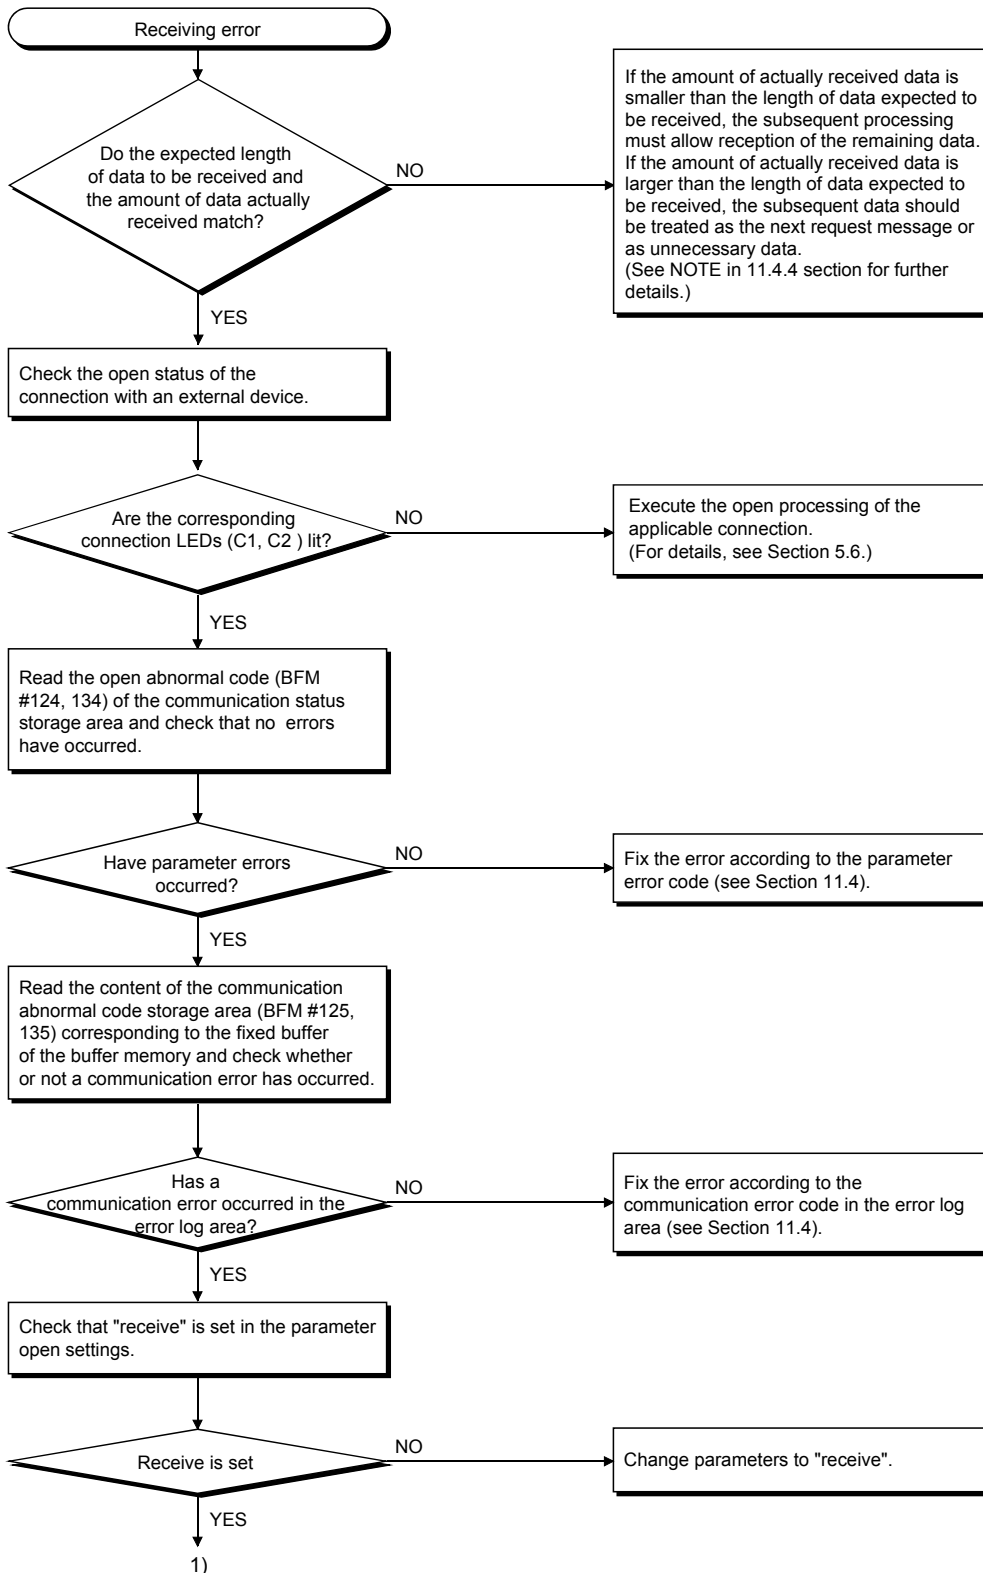 Receiving error
Do the expected length
of data to be received and
the amount of data actually
received match?
NO
If the amount of actually received data is
smaller than the length of data expected to
be received, the subsequent processing
must allow reception of the remaining data.
If the amount of actually received data is
larger than the length of data expected to
be received, the subsequent data should
be treated as the next request message or
as unnecessary data.
(See NOTE in 11.4.4 section for further
details.)
YES
Check the open status of the
connection with an external device.
Are the corresponding
connection LEDs (C1, C2 ) lit?
NO
Execute the open processing of the
applicable connection.
(For details, see Section 5.6.)
YES
Read the open abnormal code (BFM
#124, 134) of the communication status
storage area and check that no errors
have occurred.
Have parameter errors
occurred?
NO
Fix the error according to the parameter
error code (see Section 11.4).
YES
Read the content of the communication
abnormal code storage area (BFM #125,
135) corresponding to the fixed buffer
of the buffer memory and check whether
or not a communication error has occurred.
Has a
communication error occurred in the
error log area?
NO
Fix the error according to the
communication error code in the error log
area (see Section 11.4).
YES
Check that "receive" is set in the parameter
open settings.
Receive is set
NO
Change parameters to "receive".
YES
1)